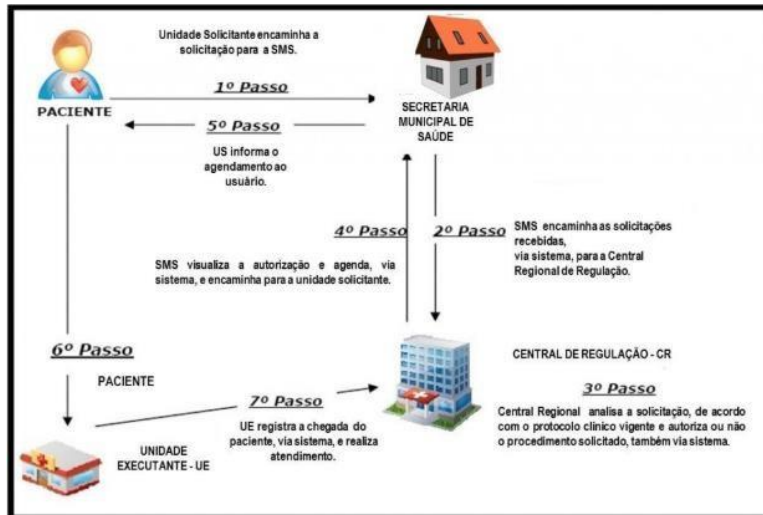 Unidade Solicitante encaminha a
solicitação para a SMS.
1º Passo
PACIENTE
SECRETARIA
MUNICIPAL DE
SAÚDE
5º Passo
US informa o
agendamento ao
usuário.
4º Passo
2º Passo
SMS encaminha as solicitações
recebidas,
via sistema, para a Central
Regional de Regulação.
SMS visualiza a autorização e agenda, via
sistema, e encaminha para a unidade solicitante.
6º Passo
PACIENTE
CENTRAL DE REGULAÇÃO - CR
3º Passo
Central Regional analisa a solicitação, de acordo
com o protocolo clínico vigente e autoriza ou não
o procedimento solicitado, também via sistema.
7º Passo
UE registra a chegada do
paciente, via sistema, e realiza
atendimento.
UNIDADE
EXECUTANTE - UE